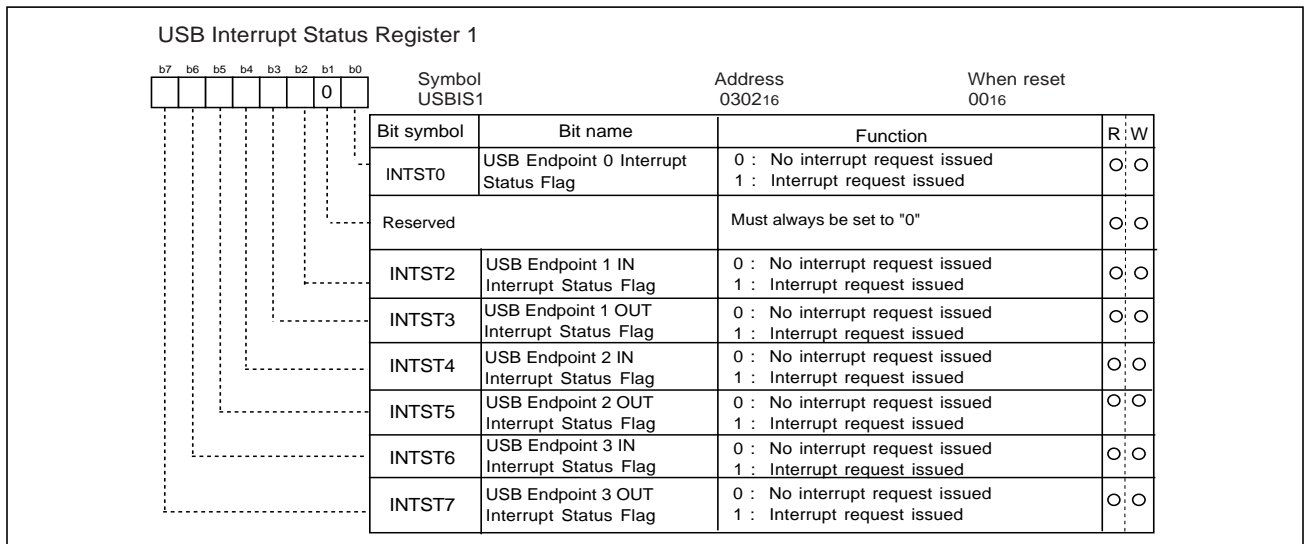 USB Interrupt Status Register 1
b7 b6 b5 b4 b3 b2 b1 b0
0
Symbol Address When reset
USBIS1 030216 0016
Bit symbol Bit name Function R W
INTST0 USB Endpoint 0 Interrupt Status Flag 0 : No interrupt request issued 1 : Interrupt request issued O O
Reserved Must always be set to "0" O O
INTST2 USB Endpoint 1 IN Interrupt Status Flag 0 : No interrupt request issued 1 : Interrupt request issued O O
INTST3 USB Endpoint 1 OUT Interrupt Status Flag 0 : No interrupt request issued 1 : Interrupt request issued O O
INTST4 USB Endpoint 2 IN Interrupt Status Flag 0 : No interrupt request issued 1 : Interrupt request issued O O
INTST5 USB Endpoint 2 OUT Interrupt Status Flag 0 : No interrupt request issued 1 : Interrupt request issued O O
INTST6 USB Endpoint 3 IN Interrupt Status Flag 0 : No interrupt request issued 1 : Interrupt request issued O O
INTST7 USB Endpoint 3 OUT Interrupt Status Flag 0 : No interrupt request issued 1 : Interrupt request issued O O